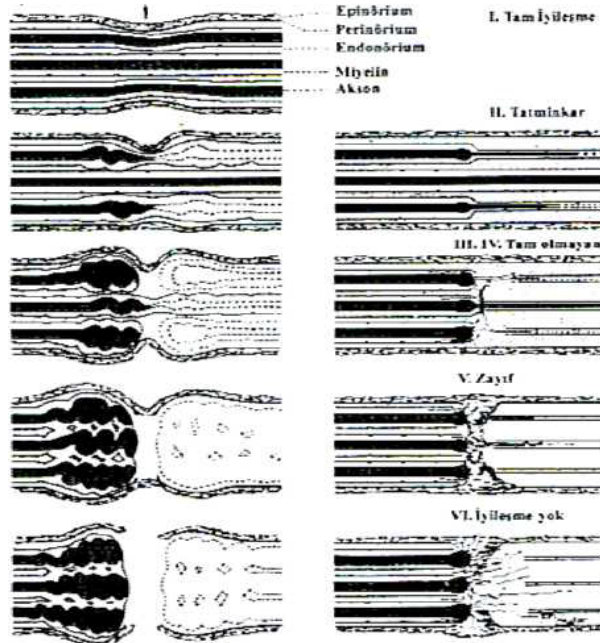 Epinörium
Perinörium
Endonörium
Miyelin
Akson
I. Tam İyileşme
II. Tatminkar
III. IV. Tam olmayan
V. Zayıf
VI. İyileşme yok